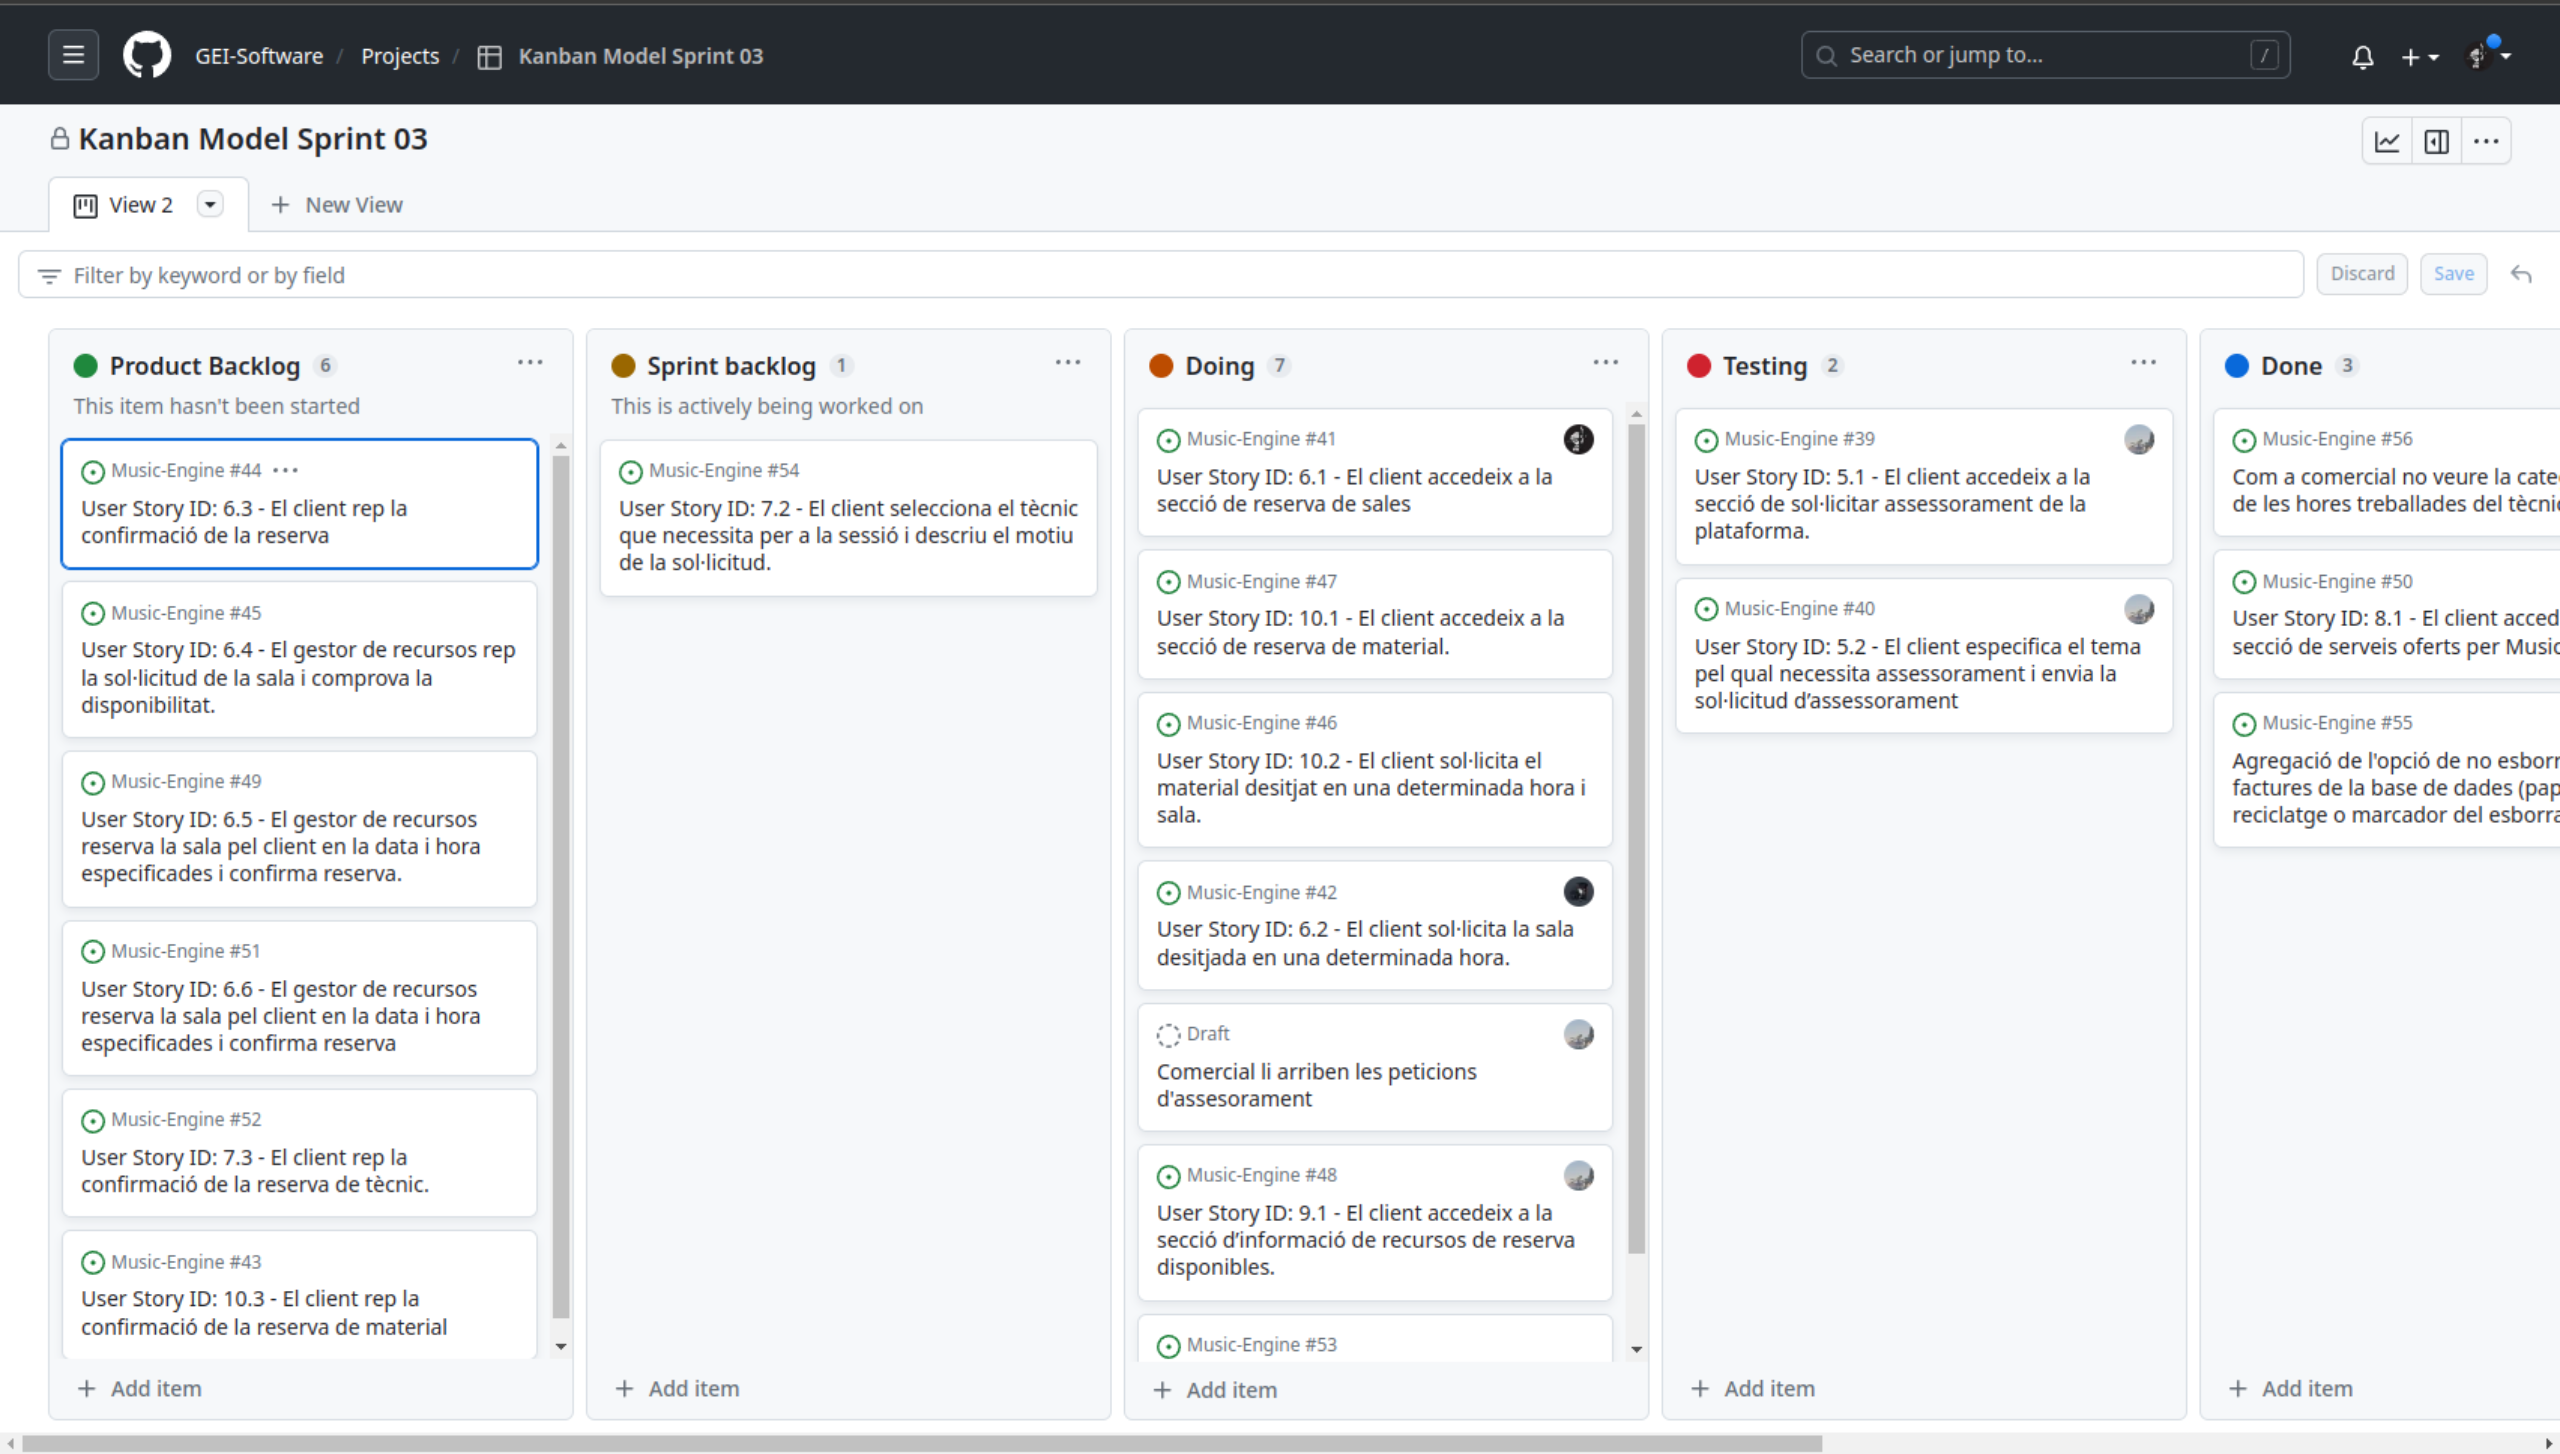 GEI-Software / Projects / Kanban Model Sprint 03
Search or jump to... /
Kanban Model Sprint 03
View 2
New View
Filter by keyword or by field
Discard
Save
Product Backlog 6
This item hasn't been started
Music-Engine #44
User Story ID: 6.3 - El client rep la
confirmació de la reserva
Music-Engine #45
User Story ID: 6.4 - El gestor de recursos rep
la sol·licitud de la sala i comprova la
disponibilitat.
Music-Engine #49
User Story ID: 6.5 - El gestor de recursos
reserva la sala pel client en la data i hora
especificades i confirma reserva.
Music-Engine #51
User Story ID: 6.6 - El gestor de recursos
reserva la sala pel client en la data i hora
especificades i confirma reserva
Music-Engine #52
User Story ID: 7.3 - El client rep la
confirmació de la reserva de tècnic.
Music-Engine #43
User Story ID: 10.3 - El client rep la
confirmació de la reserva de material
Add item
Sprint backlog 1
This is actively being worked on
Music-Engine #54
User Story ID: 7.2 - El client selecciona el tècnic
que necessita per a la sessió i descriu el motiu
de la sol·licitud.
Add item
Doing 7
Music-Engine #41
User Story ID: 6.1 - El client accedeix a la
secció de reserva de sales
Music-Engine #47
User Story ID: 10.1 - El client accedeix a la
secció de reserva de material.
Music-Engine #46
User Story ID: 10.2 - El client sol·licita el
material desitjat en una determinada hora i
sala.
Music-Engine #42
User Story ID: 6.2 - El client sol·licita la sala
desitjada en una determinada hora.
Draft
Comercial li arriben les peticions
d'assesorament
Music-Engine #48
User Story ID: 9.1 - El client accedeix a la
secció d’informació de recursos de reserva
disponibles.
Music-Engine #53
Add item
Testing 2
Music-Engine #39
User Story ID: 5.1 - El client accedeix a la
secció de sol·licitar assessorament de la
plataforma.
Music-Engine #40
User Story ID: 5.2 - El client especifica el tema
pel qual necessita assessorament i envia la
sol·licitud d’assessorament
Add item
Done 3
Music-Engine #56
Com a comercial no veure la cate
de les hores treballades del tècni
Music-Engine #50
User Story ID: 8.1 - El client acced
secció de serveis oferts per Music
Music-Engine #55
Agregació de l'opció de no esborr
factures de la base de dades (pap
reciclatge o marcador del esborra
Add item